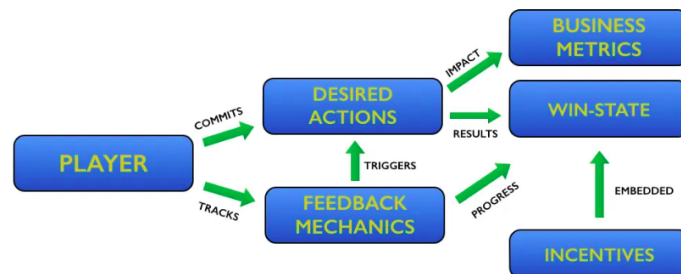 BUSINESS
METRICS
IMPACT
DESIRED
ACTIONS
COMMITS
WIN-STATE
RESULTS
PLAYER
TRIGGERS
TRACKS
FEEDBACK
MECHANICS
PROGRESS
EMBEDDED
INCENTIVES